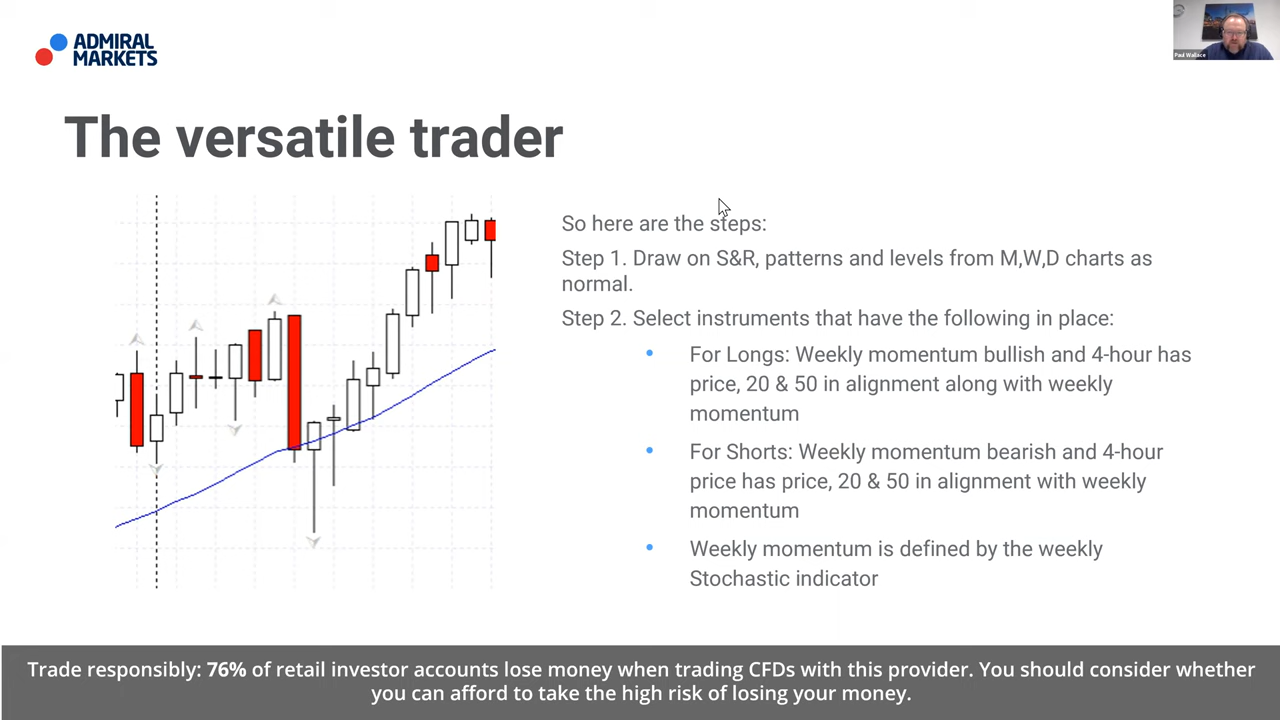 ADMIRAL
MARKETS
Paul Wallace
The versatile trader
So here are the steps:
Step 1. Draw on S&R, patterns and levels from M,W,D charts as
normal.
Step 2. Select instruments that have the following in place:
• For Longs: Weekly momentum bullish and 4-hour has
price, 20 & 50 in alignment along with weekly
momentum
• For Shorts: Weekly momentum bearish and 4-hour
price has price, 20 & 50 in alignment with weekly
momentum
• Weekly momentum is defined by the weekly
Stochastic indicator
Trade responsibly: 76% of retail investor accounts lose money when trading CFDs with this provider. You should consider whether
you can afford to take the high risk of losing your money.